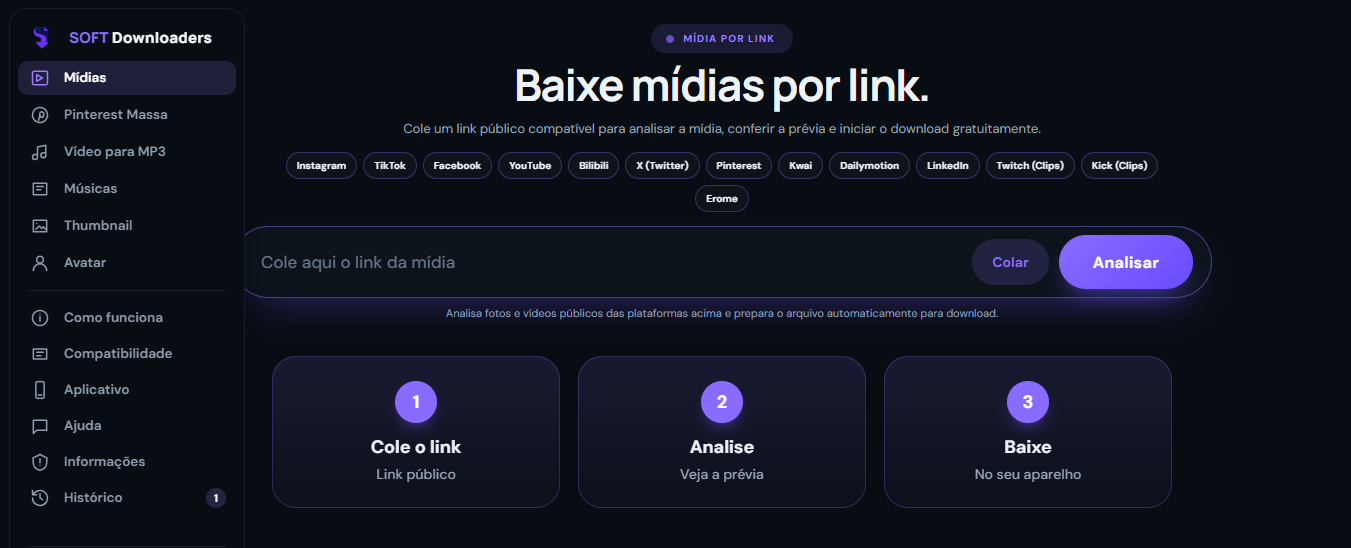 SOFT Downloaders
Mídias
Pinterest Massa
Vídeo para MP3
Músicas
Thumbnail
Avatar
Como funciona
Compatibilidade
Aplicativo
Ajuda
Informações
Histórico 1
MÍDIA POR LINK
Baixe mídias por link.
Cole um link público compatível para analisar a mídia, conferir a prévia e iniciar o download gratuitamente.
Instagram TikTok Facebook YouTube Bilibili X (Twitter) Pinterest Kwai Dailymotion LinkedIn Twitch (Clips) Kick (Clips)
Erome
Cole aqui o link da mídia Colar Analisar
Analisa fotos e vídeos públicos das plataformas acima e prepara o arquivo automaticamente para download.
1
Cole o link
Link público
2
Analise
Veja a prévia
3
Baixe
No seu aparelho